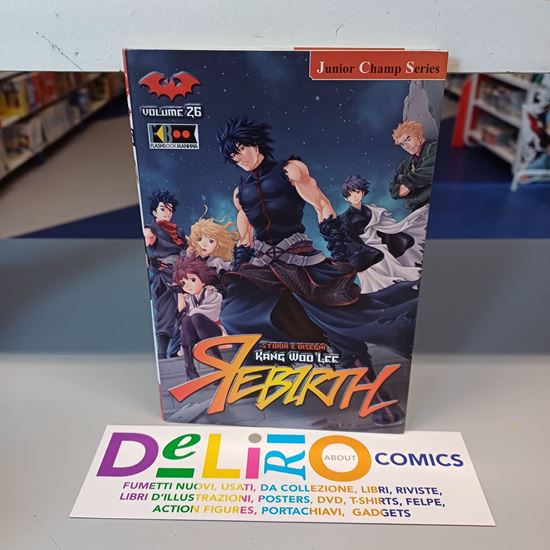 Junior Champ Series
VOLUME 26
FLASHBOOK MANHWA
STORIA E DISEGNI
KANG WOO LEE
REBIRTH
DELIRIO
ABOUT
COMICS
FUMETTI NUOVI, USATI, DA COLLEZIONE, LIBRI, RIVISTE,
LIBRI D'ILLUSTRAZIONI, POSTERS, DVD, T-SHIRTS, FELPE,
ACTION FIGURES, PORTACHIAVI, GADGETS